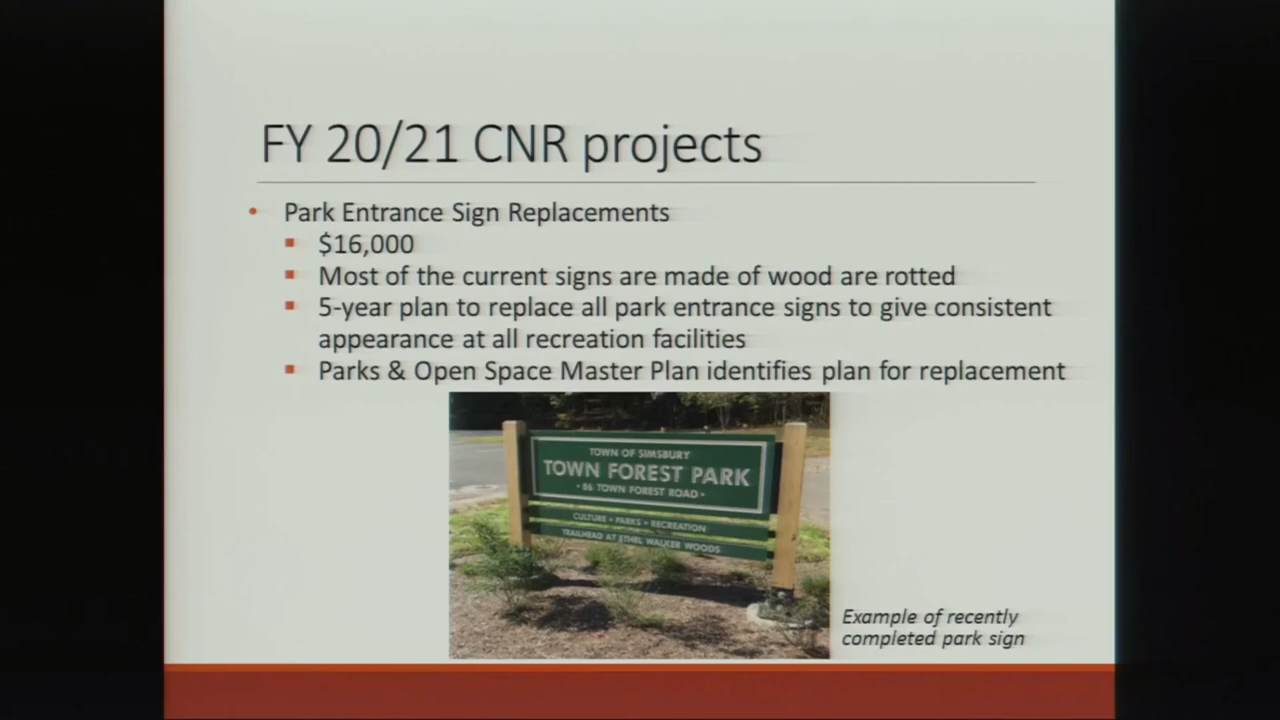 FY 20/21 CNR projects
• Park Entrance Sign Replacements
▪ $16,000
▪ Most of the current signs are made of wood are rotted
▪ 5-year plan to replace all park entrance signs to give consistent
appearance at all recreation facilities
▪ Parks & Open Space Master Plan identifies plan for replacement
TOWN OF SIMSBURY
TOWN FOREST PARK
• 86 TOWN FOREST ROAD •
CULTURE • PARKS • RECREATION
TRAILHEAD AT ETHEL WALKER WOODS
Example of recently
completed park sign